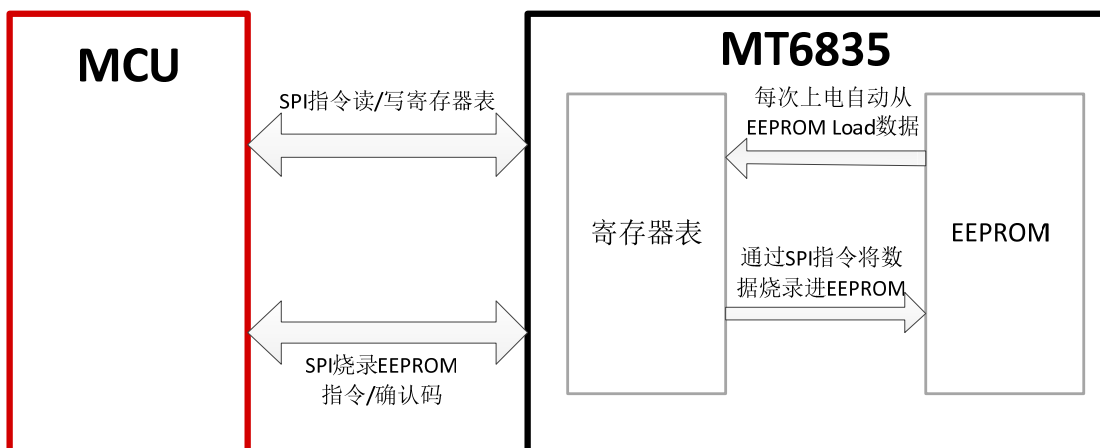 MCU
MT6835
SPI指令读/写寄存器表
每次上电自动从
EEPROM Load数据
寄存器表
EEPROM
通过SPI指令将数
据烧录进EEPROM
SPI烧录EEPROM
指令/确认码